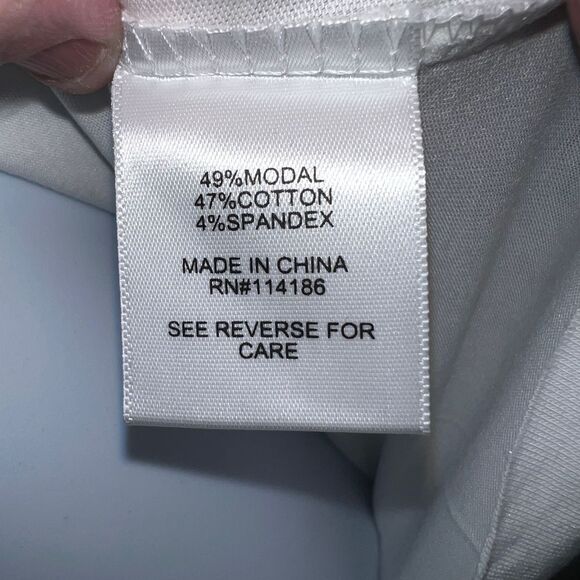 49%MODAL
47%COTTON
4%SPANDEX
MADE IN CHINA
RN#114186
SEE REVERSE FOR
CARE